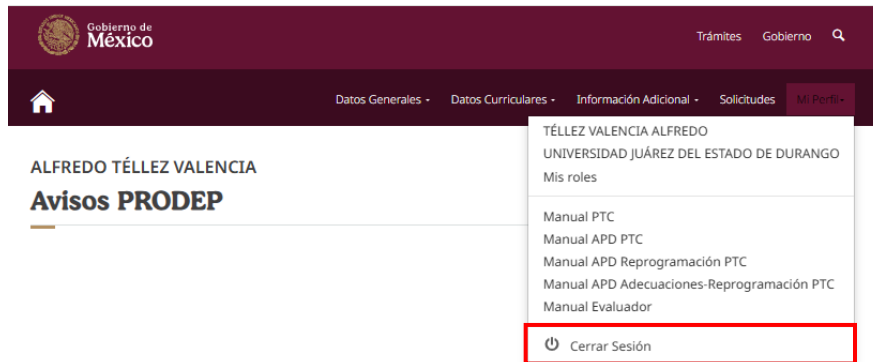 Gobierno de
México
Trámites Gobierno
Datos Generales Datos Curriculares Información Adicional Solicitudes Mi Perfil
TÉLLEZ VALENCIA ALFREDO
UNIVERSIDAD JUÁREZ DEL ESTADO DE DURANGO
Mis roles
ALFREDO TÉLLEZ VALENCIA
Avisos PRODEP
Manual PTC
Manual APD PTC
Manual APD Reprogramación PTC
Manual APD Adecuaciones-Reprogramación PTC
Manual Evaluador
Cerrar Sesión